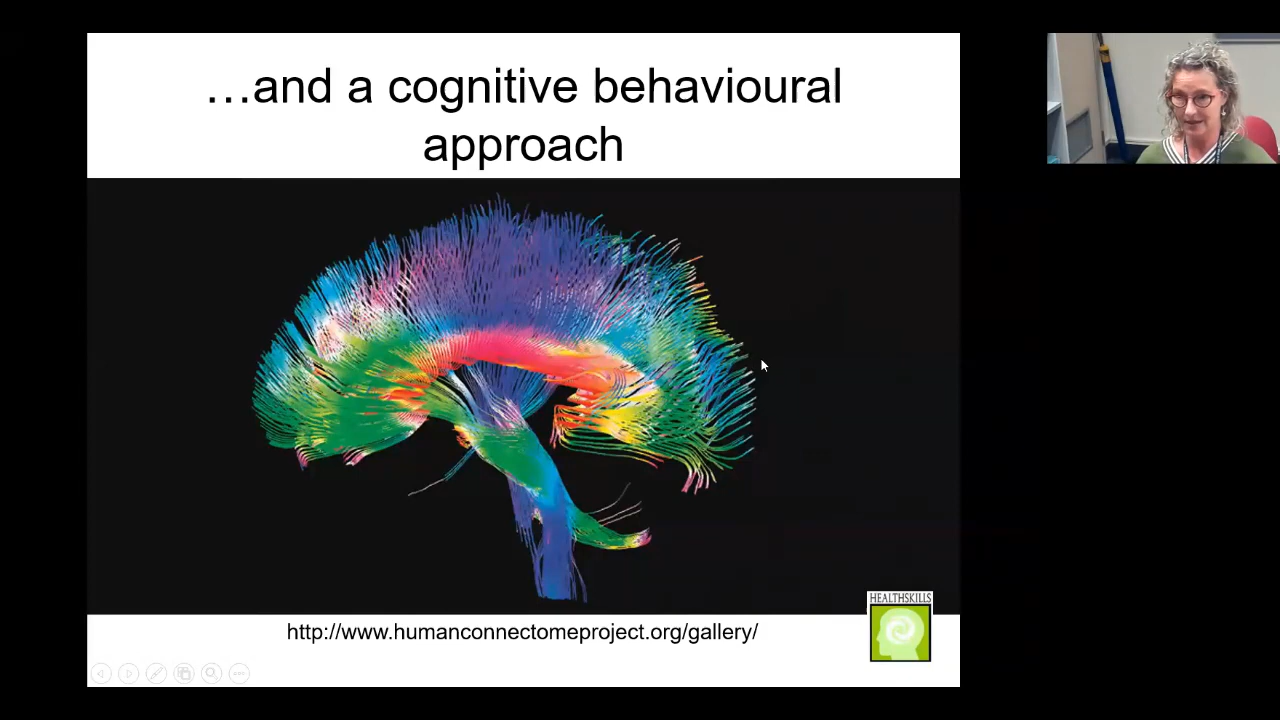 …and a cognitive behavioural
approach
http://www.humanconnectomeproject.org/gallery/
HEALTHSKILLS